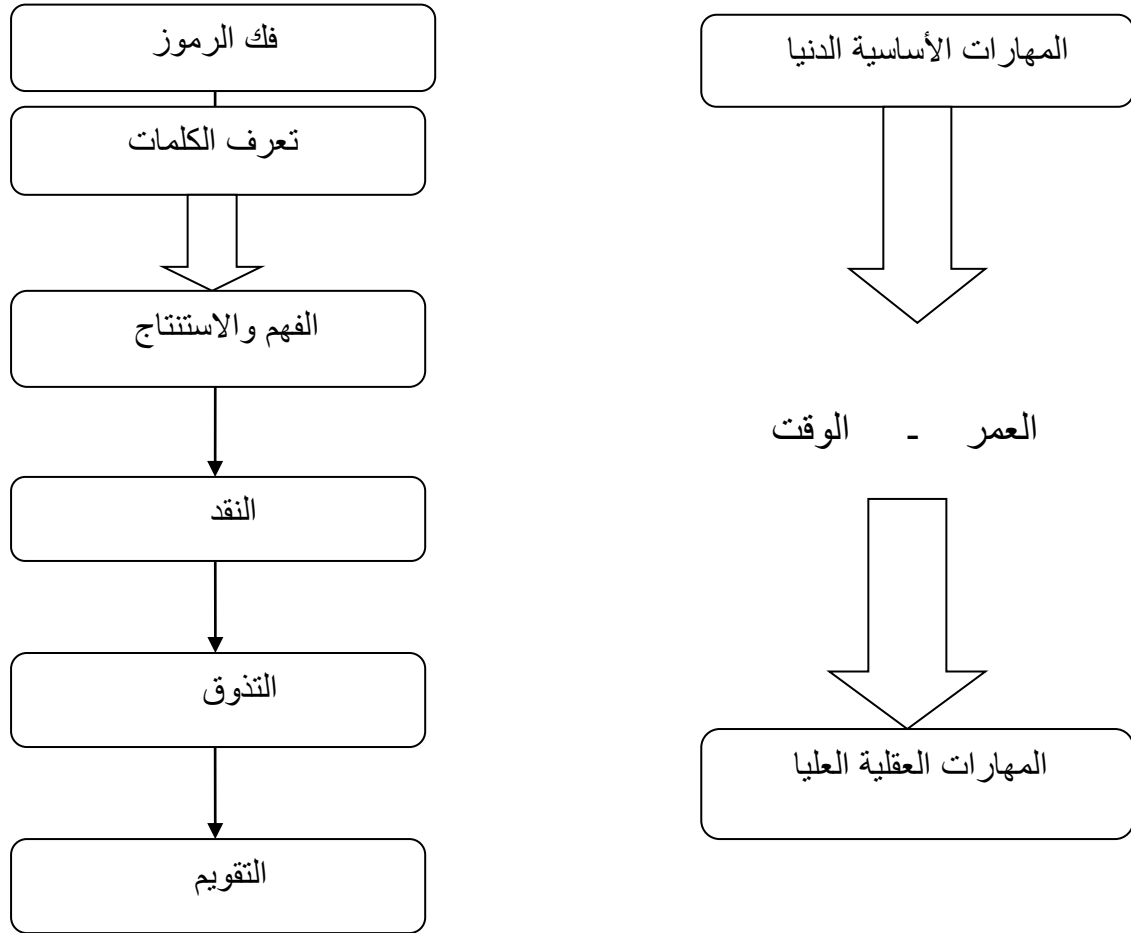 المهارات الأساسية الدنيا
العمر - الوقت
المهارات العقلية العليا
فك الرموز
تعرف الكلمات
الفهم والاستنتاج
النقد
التذوق
التقويم